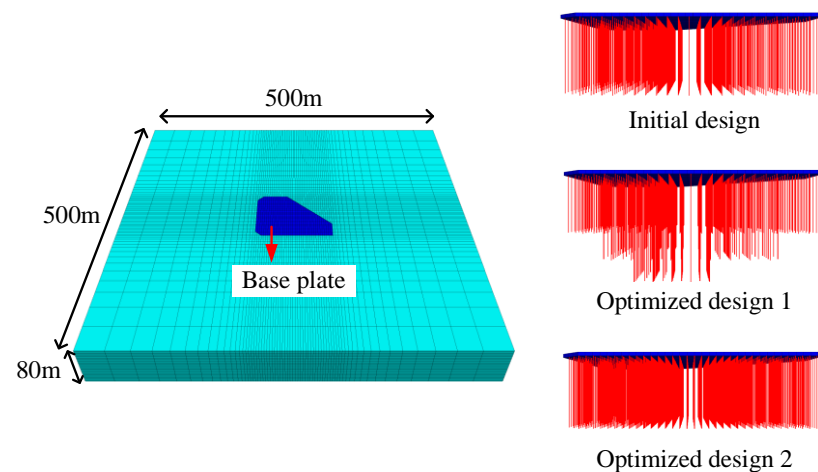 500m
500m
80m
Base plate
Initial design
Optimized design 1
Optimized design 2